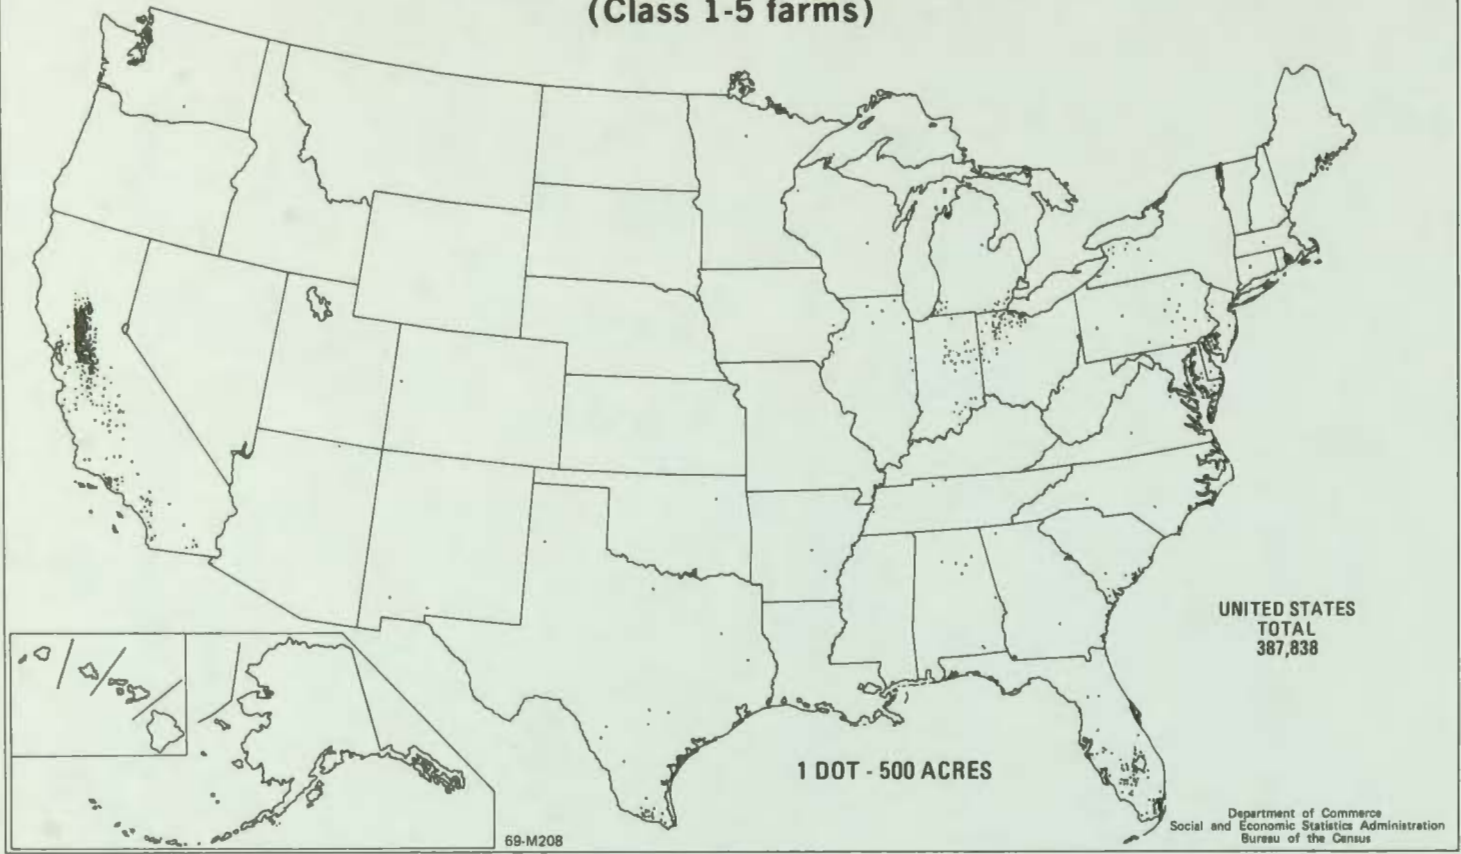 (Class 1-5 farms)
UNITED STATES
TOTAL
387,838
1 DOT - 500 ACRES
69-M208
Department of Commerce
Social and Economic Statistics Administration
Bureau of the Census